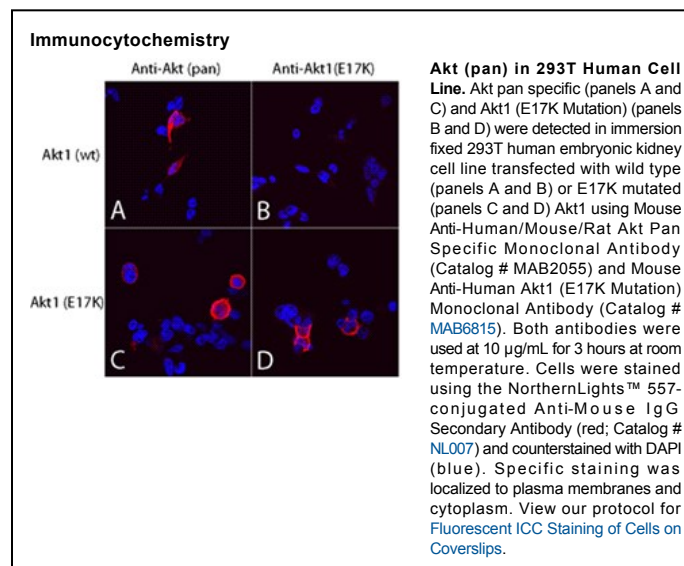 Immunocytochemistry
Anti-Akt (pan) Anti-Akt1(E17K)
Akt1 (wt)
A B
Akt1 (E17K)
C D
Akt (pan) in 293T Human Cell
Line. Akt pan specific (panels A and
C) and Akt1 (E17K Mutation) (panels
B and D) were detected in immersion
fixed 293T human embryonic kidney
cell line transfected with wild type
(panels A and B) or E17K mutated
(panels C and D) Akt1 using Mouse
Anti-Human/Mouse/Rat Akt Pan
Specific Monoclonal Antibody
(Catalog # MAB2055) and Mouse
Anti-Human Akt1 (E17K Mutation)
Monoclonal Antibody (Catalog #
MAB6815). Both antibodies were
used at 10 µg/mL for 3 hours at room
temperature. Cells were stained
using the NorthernLights™ 557-
conjugated Anti-Mouse IgG
Secondary Antibody (red; Catalog #
NL007) and counterstained with DAPI
(blue). Specific staining was
localized to plasma membranes and
cytoplasm. View our protocol for
Fluorescent ICC Staining of Cells on
Coverslips.